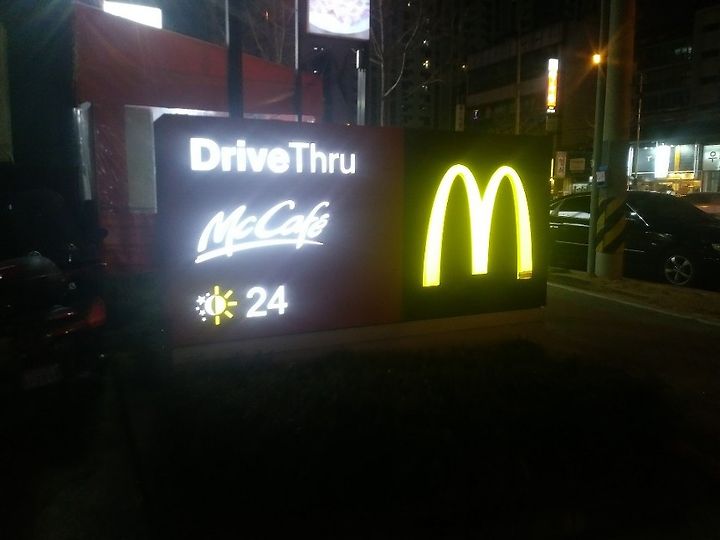 DriveThru
McCafé
24
M